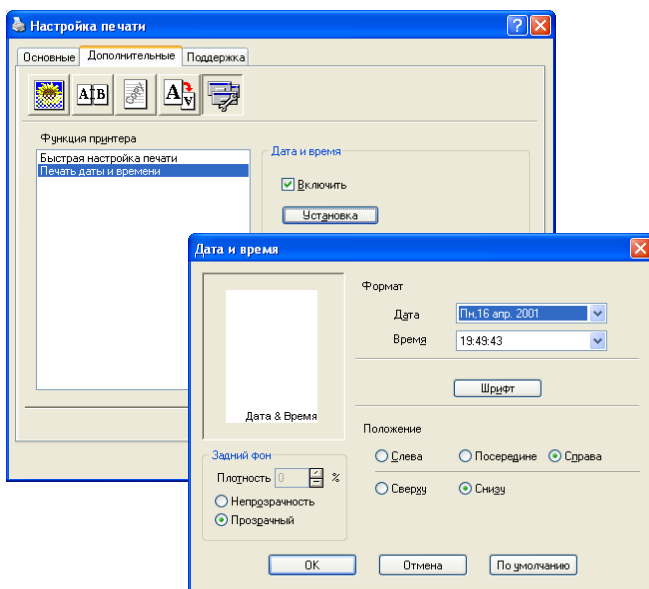 Настройка печати
Основные Дополнительные Поддержка
A B
A A
Функция принтера
Быстрая настройка печати
Печать даты и времени
Дата и время
Включить
Установка
Дата и время
Дата & Время
Формат
Дата Пн,16 апр. 2001
Время 19:49:43
Шрифт
Задний фон
Плотность 0 %
Непрозрачность
Прозрачный
Положение
Слева Посередине Справа
Сверху Снизу
OK Отмена По умолчанию